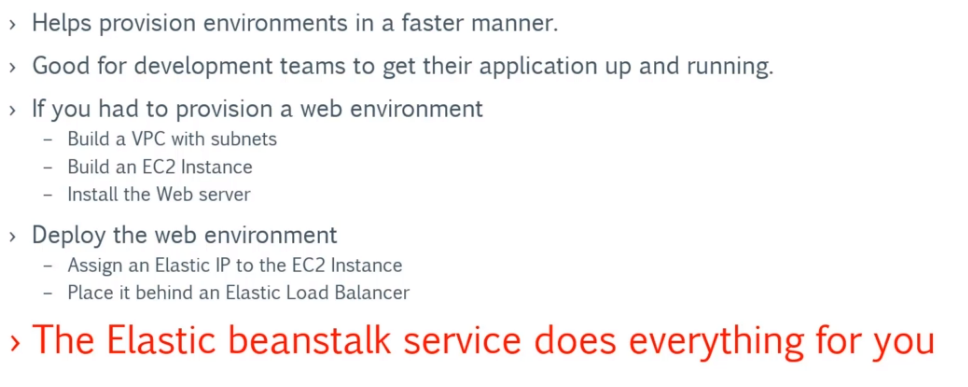 › Helps provision environments in a faster manner.
› Good for development teams to get their application up and running.
› If you had to provision a web environment
– Build a VPC with subnets
– Build an EC2 Instance
– Install the Web server
› Deploy the web environment
– Assign an Elastic IP to the EC2 Instance
– Place it behind an Elastic Load Balancer
› The Elastic beanstalk service does everything for you